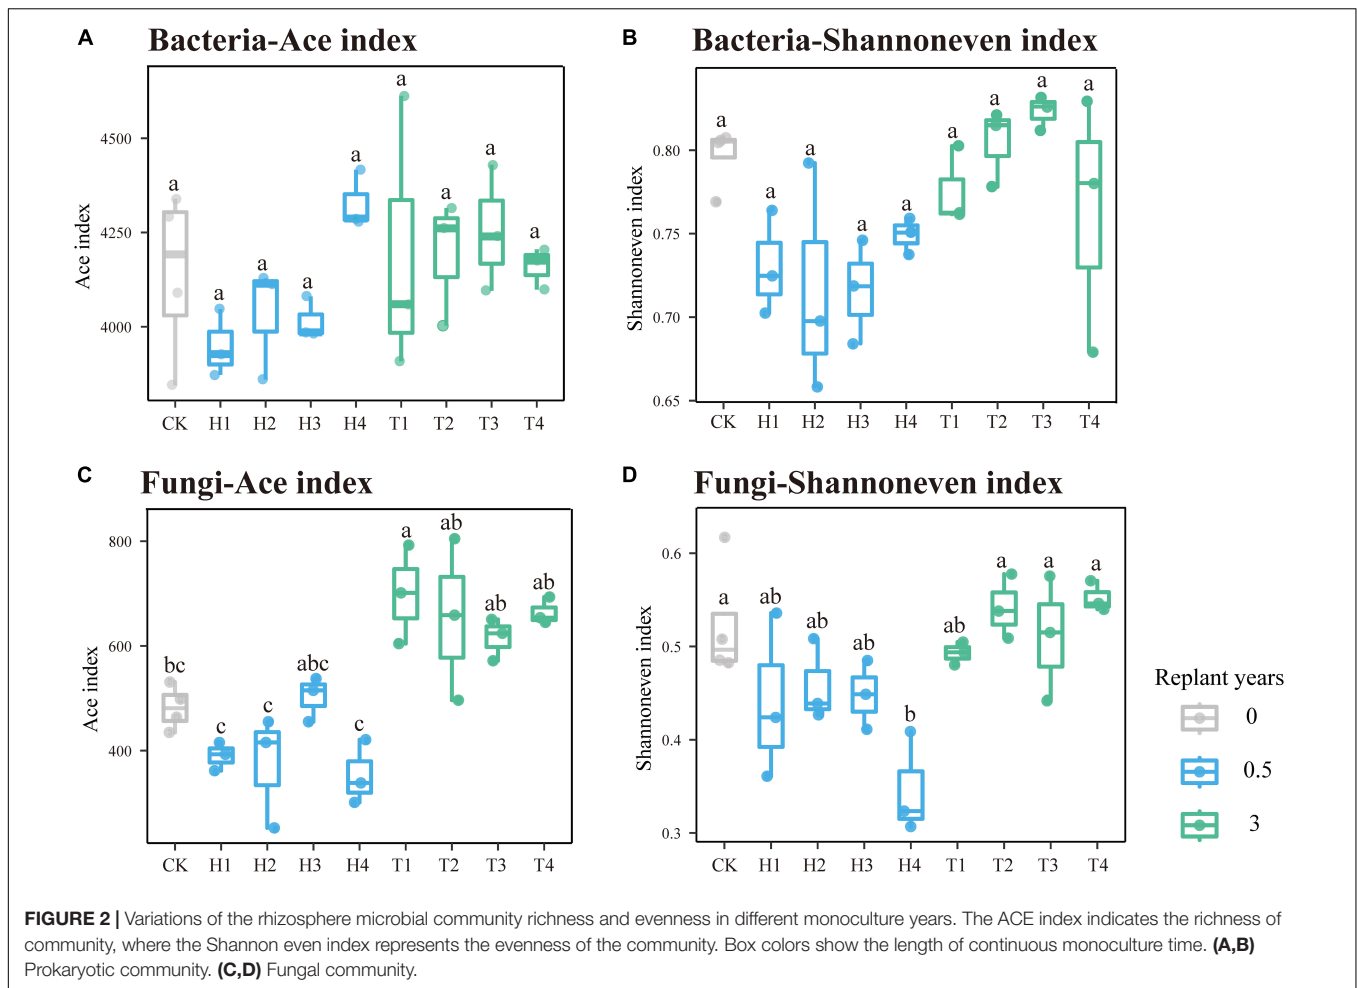 A Bacteria-Ace index
Ace index
4500
4250
4000
a a a a a a a a a
CK H1 H2 H3 H4 T1 T2 T3 T4
B Bacteria-Shannoneven index
Shannoneven index
0.80
0.75
0.70
0.65
a a a a a a a a a
CK H1 H2 H3 H4 T1 T2 T3 T4
C Fungi-Ace index
Ace index
800
600
400
bc c c abc c a ab ab ab
CK H1 H2 H3 H4 T1 T2 T3 T4
D Fungi-Shannoneven index
Shannoneven index
0.6
0.5
0.4
0.3
a ab ab ab b ab a a a
CK H1 H2 H3 H4 T1 T2 T3 T4
Replant years
0
0.5
3
FIGURE 2 | Variations of the rhizosphere microbial community richness and evenness in different monoculture years. The ACE index indicates the richness of
community, where the Shannon even index represents the evenness of the community. Box colors show the length of continuous monoculture time. (A,B)
Prokaryotic community. (C,D) Fungal community.